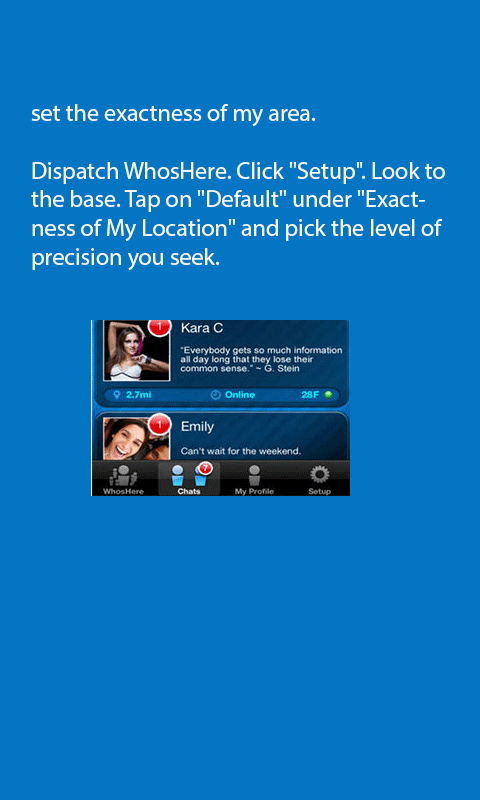 set the exactness of my area.
Dispatch WhosHere. Click "Setup". Look to
the base. Tap on "Default" under "Exact-
ness of My Location" and pick the level of
precision you seek.
1
Kara C
"Everybody gets so much information
all day long that they lose their
common sense." ~ G. Stein
2.7mi
Online
28F
1
Emily
Can't wait for the weekend.
7
WhosHere
Chats
My Profile
Setup